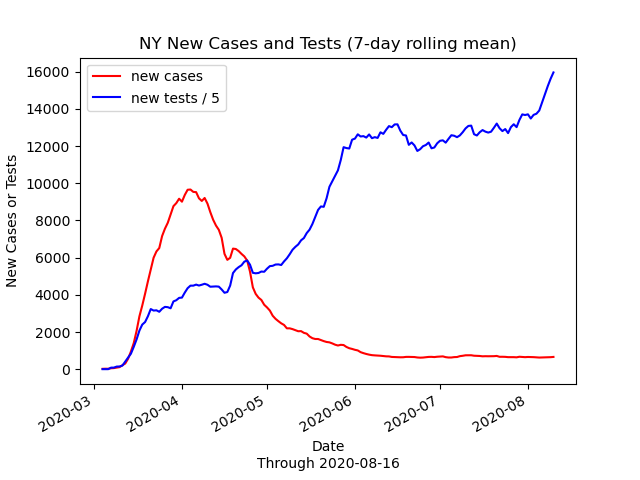 NY New Cases and Tests (7-day rolling mean)
new cases
new tests / 5
16000
14000
12000
10000
8000
6000
4000
2000
0
New Cases or Tests
2020-03
2020-04
2020-05
2020-06
2020-07
2020-08
Date
Through 2020-08-16